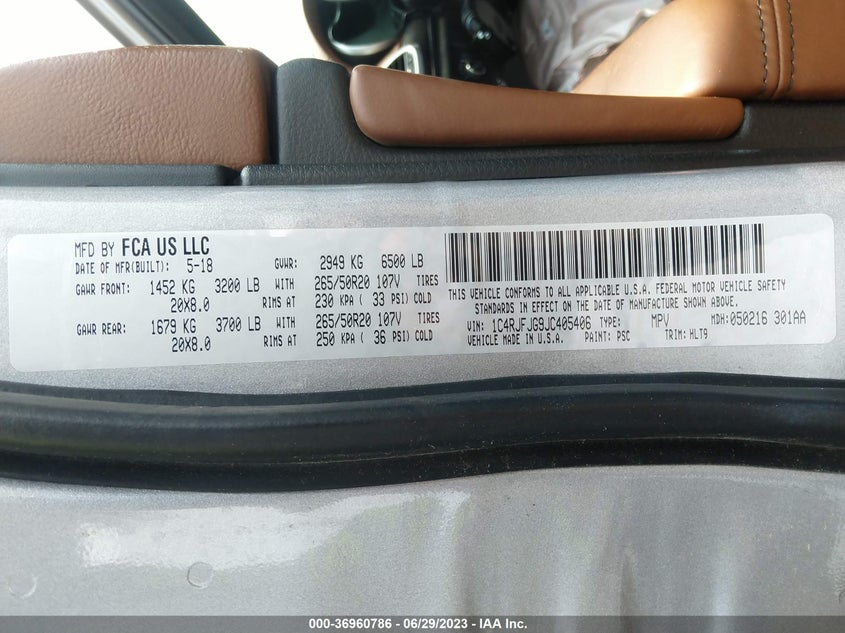 MFD BY FCA US LLC
DATE OF MFR(BUILT): 5-18 GVWR: 2949 KG 6500 LB
GAWR FRONT: 1452 KG 3200 LB WITH 265/50R20 107V TIRES
20X8.0 RIMS AT 230 KPA ( 33 PSI) COLD
GAWR REAR: 1679 KG 3700 LB WITH 265/50R20 107V TIRES
20X8.0 RIMS AT 250 KPA ( 36 PSI) COLD
THIS VEHICLE CONFORMS TO ALL APPLICABLE U.S.A. FEDERAL MOTOR VEHICLE SAFETY
STANDARDS IN EFFECT ON THE DATE OF MANUFACTURE SHOWN ABOVE.
VIN: 1C4RJFJG9JC405406 TYPE: MPV MDH:050216 301AA
VEHICLE MADE IN U.S.A. PAINT: PSC TRIM: HLT9
000-36960786 - 06/29/2023 - IAA Inc.